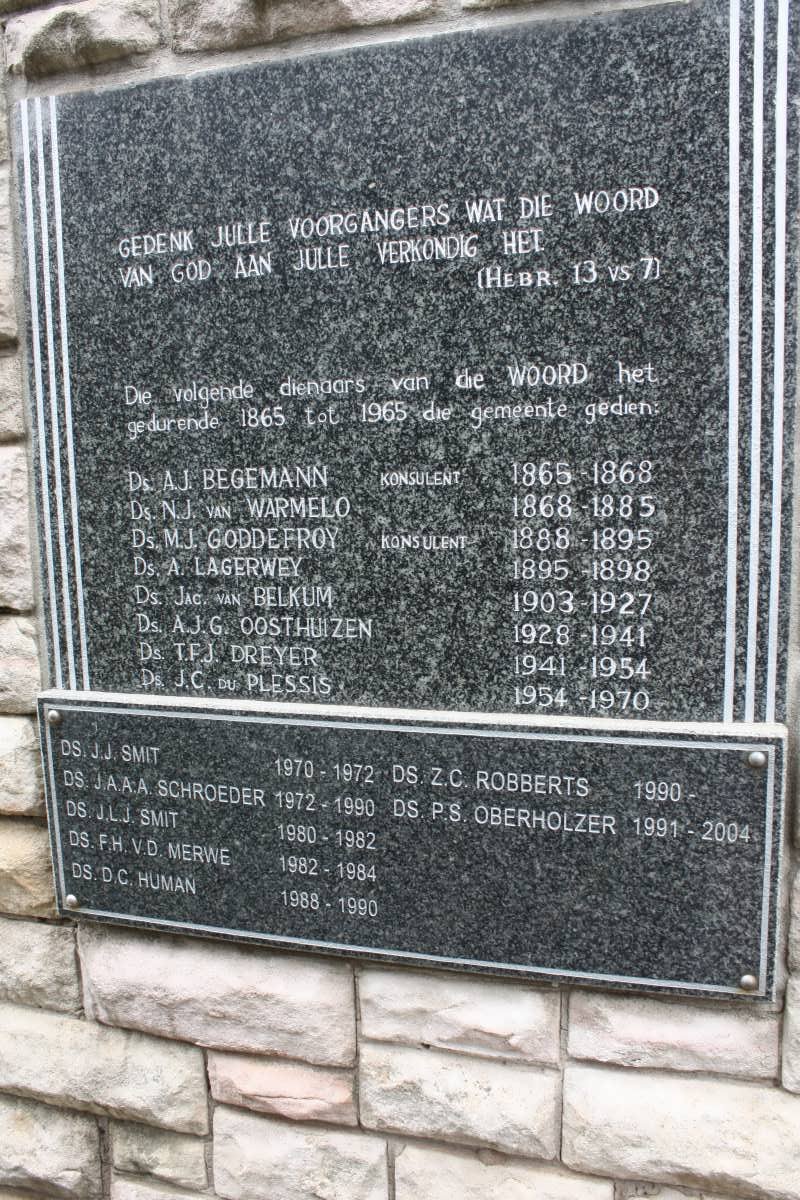 GEDENK JULLE VOORGANGERS WAT DIE WOORD
VAN GOD AAN JULLE VERKONDIG HET
(HEBR. 13 VS 7)
Die volgende dienaars van die WOORD het
gedurende 1865 tot 1965 die gemeente gedien:
Ds. A.J. BEGEMANN KONSULENT 1865-1868
Ds. N.J. VAN WARMELO 1868-1885
Ds. M.J. GODDEFROY KONSULENT 1888-1895
Ds. A. LAGERWEY 1895-1898
Ds. JAC. VAN BELKUM 1903-1927
Ds. A.J.G. OOSTHUIZEN 1928-1941
Ds. T.F.J. DREYER 1941-1954
Ds. J.C. DU PLESSIS 1954-1970
DS. J.J. SMIT 1970 - 1972
DS. J.A.A.A. SCHROEDER 1972 - 1990
DS. J.L.J. SMIT 1980 - 1982
DS. F.H. V.D. MERWE 1982 - 1984
DS. D.C. HUMAN 1988 - 1990
DS. Z.C. ROBBERTS 1990 -
DS. P.S. OBERHOLZER 1991 - 2004